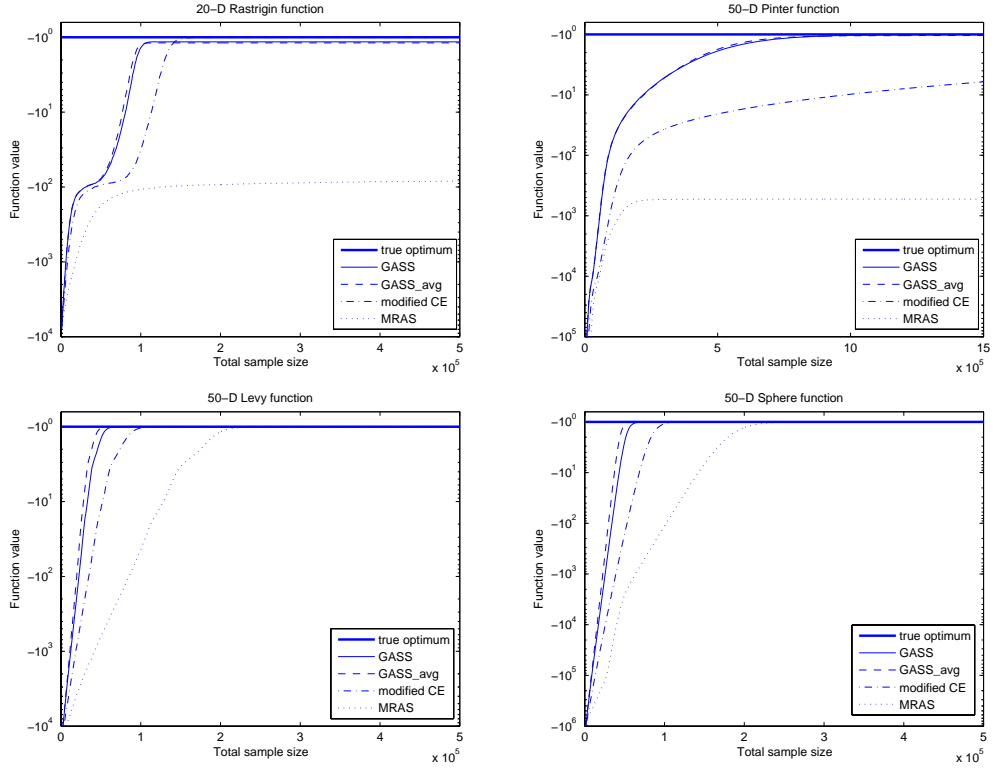 20-D Rastrigin function
-10^0
-10^1
-10^2
-10^3
-10^4
Function value
0
1
2
3
4
5
Total sample size
x 10^5
true optimum
GASS
GASS_avg
modified CE
MRAS
50-D Pinter function
-10^0
-10^1
-10^2
-10^3
-10^4
-10^5
Function value
0
5
10
15
Total sample size
x 10^5
true optimum
GASS
GASS_avg
modified CE
MRAS
50-D Levy function
-10^0
-10^1
-10^2
-10^3
-10^4
Function value
0
1
2
3
4
5
Total sample size
x 10^5
true optimum
GASS
GASS_avg
modified CE
MRAS
50-D Sphere function
-10^0
-10^1
-10^2
-10^3
-10^4
-10^5
-10^6
Function value
0
1
2
3
4
5
Total sample size
x 10^5
true optimum
GASS
GASS_avg
modified CE
MRAS